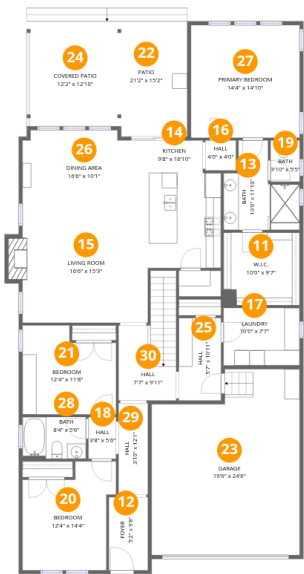 24
COVERED PATIO
12'2" x 12'10"
22
PATIO
21'2" x 15'2"
27
PRIMARY BEDROOM
14'4" x 14'10"
14
KITCHEN
9'8" x 16'10"
16
HALL
4'0" x 4'0"
19
BATH
3'10" x 5'5"
26
DINING AREA
16'6" x 10'1"
13
BATH
10'0" x 11'10"
15
LIVING ROOM
16'6" x 15'3"
11
W.I.C.
10'0" x 9'7"
17
LAUNDRY
10'0" x 7'7"
25
HALL
5'7" x 10'11"
21
BEDROOM
12'4" x 11'8"
30
HALL
7'7" x 9'11"
28
BATH
8'4" x 5'6"
18
HALL
3'8" x 5'6"
29
HALL
3'10" x 12'1"
23
GARAGE
19'6" x 24'6"
20
BEDROOM
12'4" x 14'4"
12
FOYER
5'2" x 9'8"